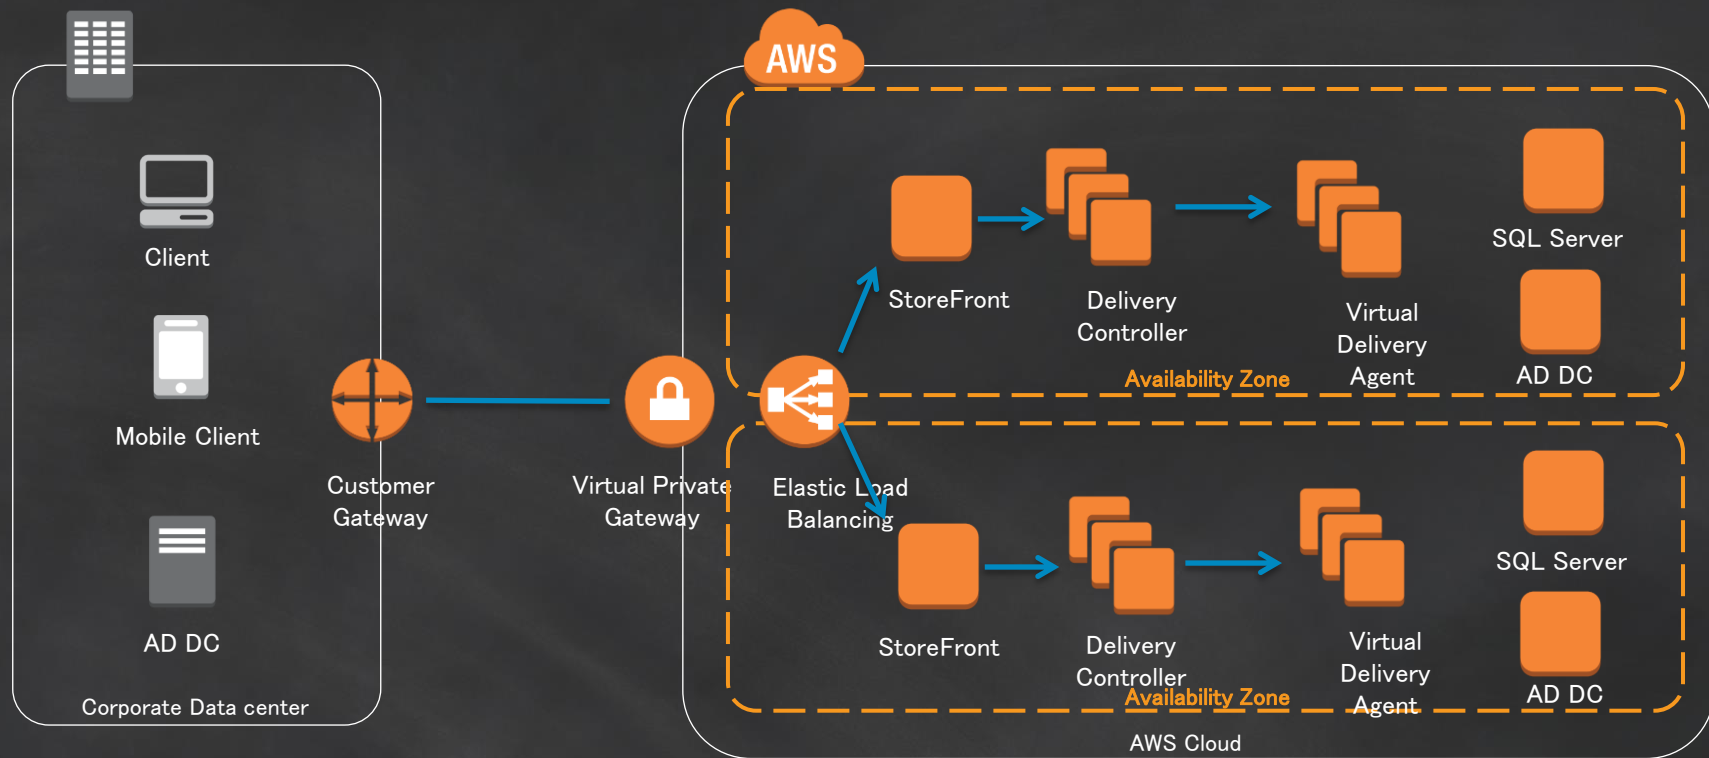 AWS
Client
Mobile Client
AD DC
Corporate Data center
Customer
Gateway
Virtual Private
Gateway
Elastic Load
Balancing
StoreFront
Delivery
Controller
Virtual
Delivery
Agent
SQL Server
AD DC
Availability Zone
StoreFront
Delivery
Controller
Virtual
Delivery
Agent
SQL Server
AD DC
Availability Zone
AWS Cloud